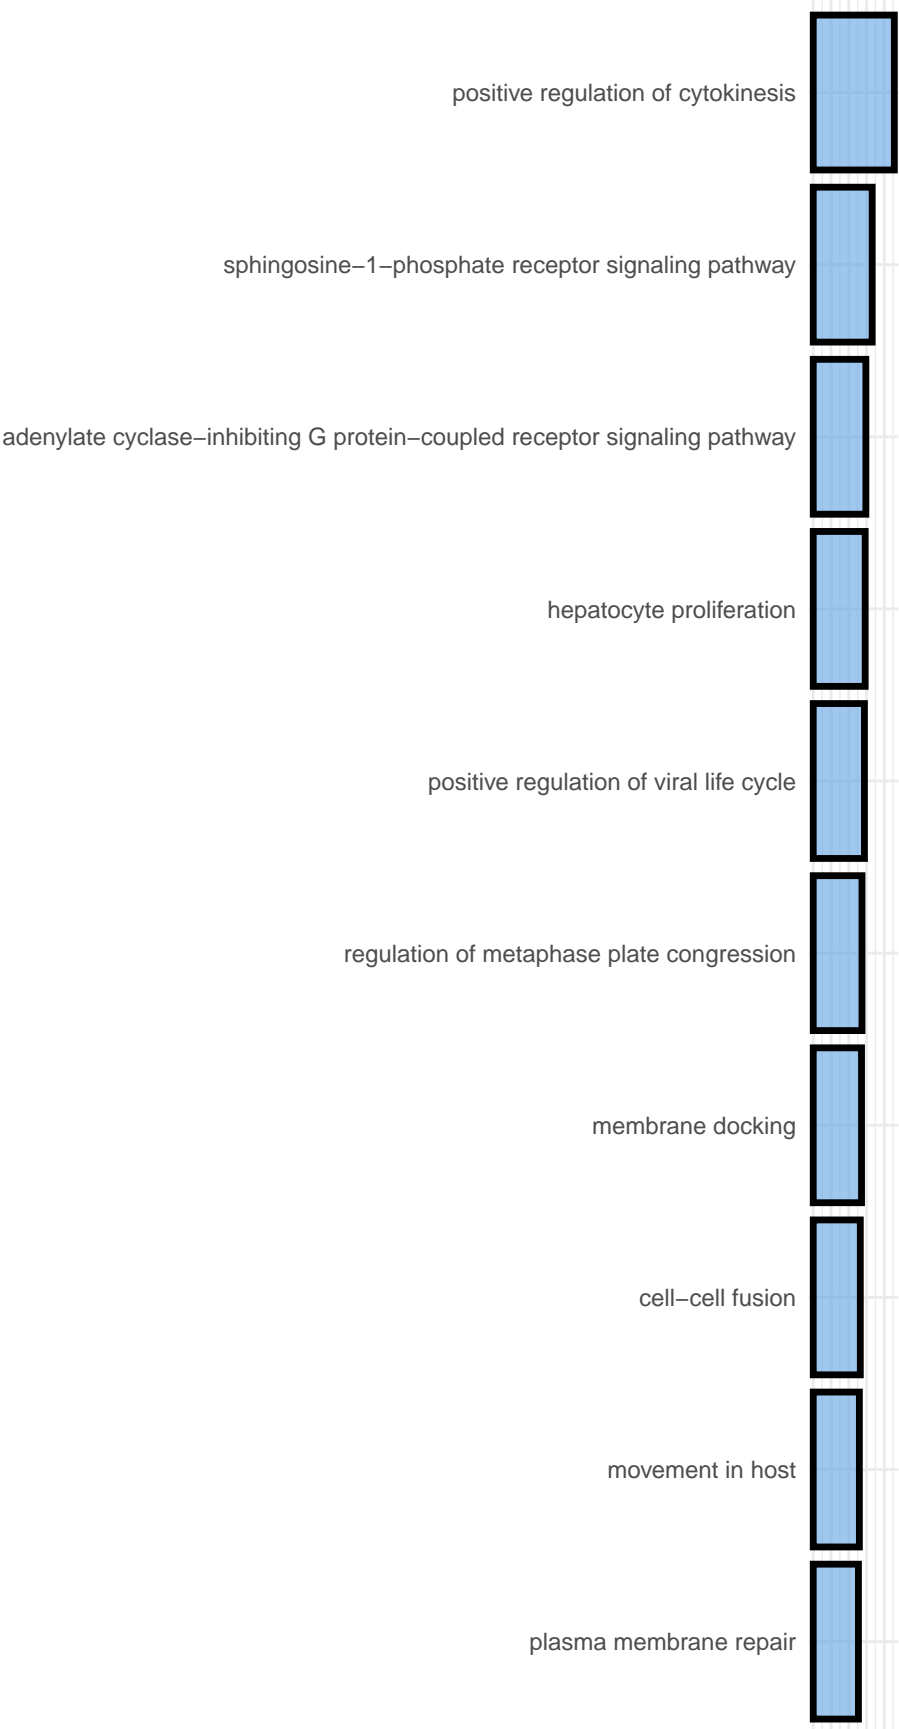 positive regulation of cytokinesis
sphingosine−1−phosphate receptor signaling pathway
adenylate cyclase−inhibiting G protein−coupled receptor signaling pathway
hepatocyte proliferation
positive regulation of viral life cycle
regulation of metaphase plate congression
membrane docking
cell−cell fusion
movement in host
plasma membrane repair